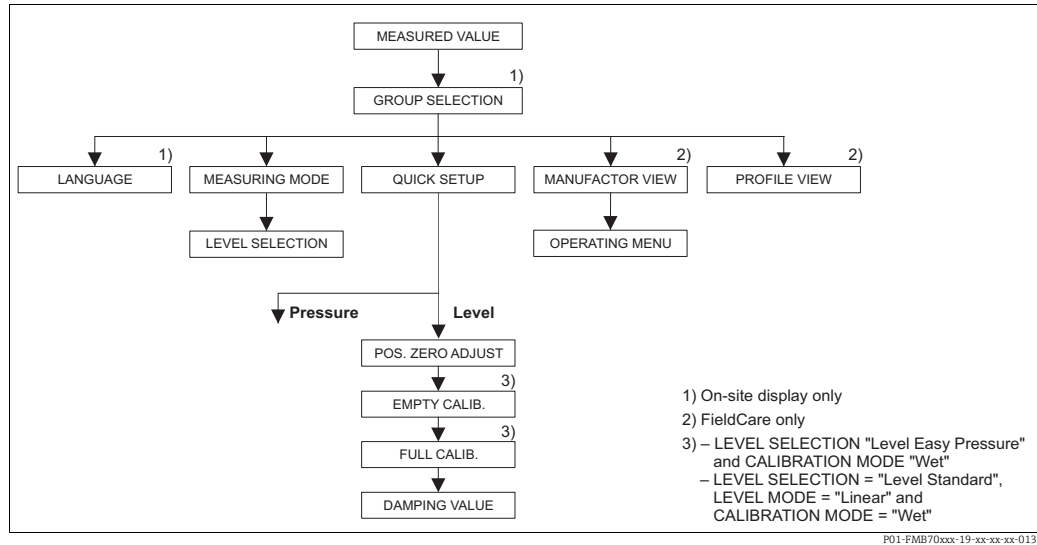 MEASURED VALUE
1)
GROUP SELECTION
1)
2)
2)
LANGUAGE
MEASURING MODE
QUICK SETUP
MANUFACTOR VIEW
PROFILE VIEW
LEVEL SELECTION
OPERATING MENU
Pressure
Level
POS. ZERO ADJUST
3)
EMPTY CALIB.
3)
FULL CALIB.
DAMPING VALUE
1) On-site display only
2) FieldCare only
3) – LEVEL SELECTION "Level Easy Pressure"
and CALIBRATION MODE "Wet"
– LEVEL SELECTION = "Level Standard",
LEVEL MODE = "Linear" and
CALIBRATION MODE = "Wet"
P01-FMB70xxx-19-xx-xx-xx-013